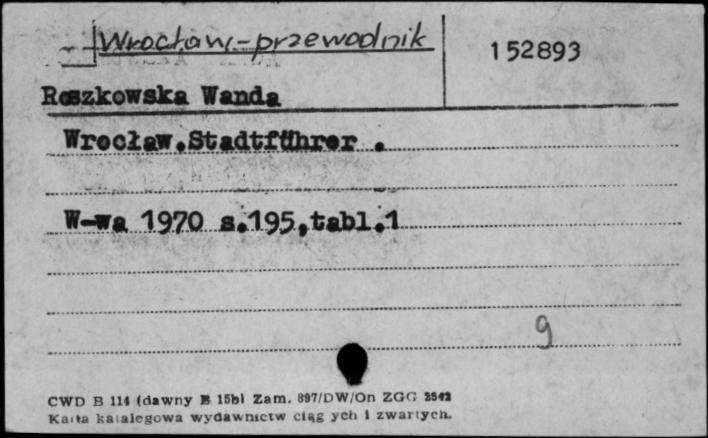 Wrocław-przewodnik
152893
Roszkowska Wanda
Wrocław.Stadtführer .
W-wa 1970 s.195,tabl.1
9
CWD B 114 (dawny B 15b) Zam. 897/DW/On ZGG 2542
Karta katalogowa wydawnictw ciągłych i zwartych.